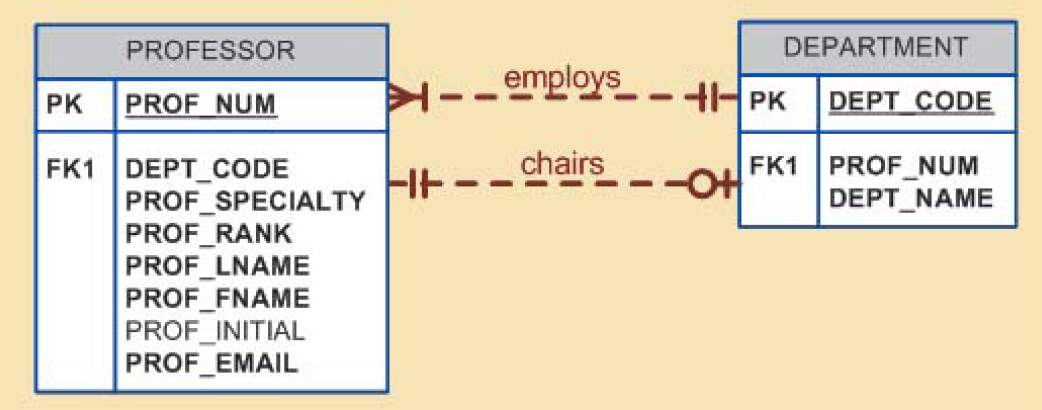 PROFESSOR
PK PROF_NUM
FK1 DEPT_CODE
PROF_SPECIALTY
PROF_RANK
PROF_LNAME
PROF_FNAME
PROF_INITIAL
PROF_EMAIL
employs
chairs
DEPARTMENT
PK DEPT_CODE
FK1 PROF_NUM
DEPT_NAME